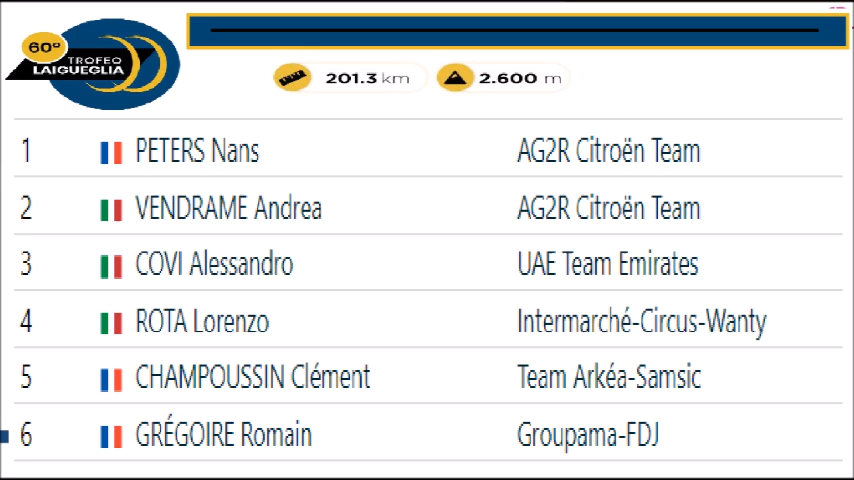 60°
TROFEO
LAIGUEGLIA
201.3 km
2.600 m
1 PETERS Nans AG2R Citroën Team
2 VENDRAME Andrea AG2R Citroën Team
3 COVI Alessandro UAE Team Emirates
4 ROTA Lorenzo Intermarché-Circus-Wanty
5 CHAMPOUSSIN Clément Team Arkéa-Samsic
6 GRÉGOIRE Romain Groupama-FDJ